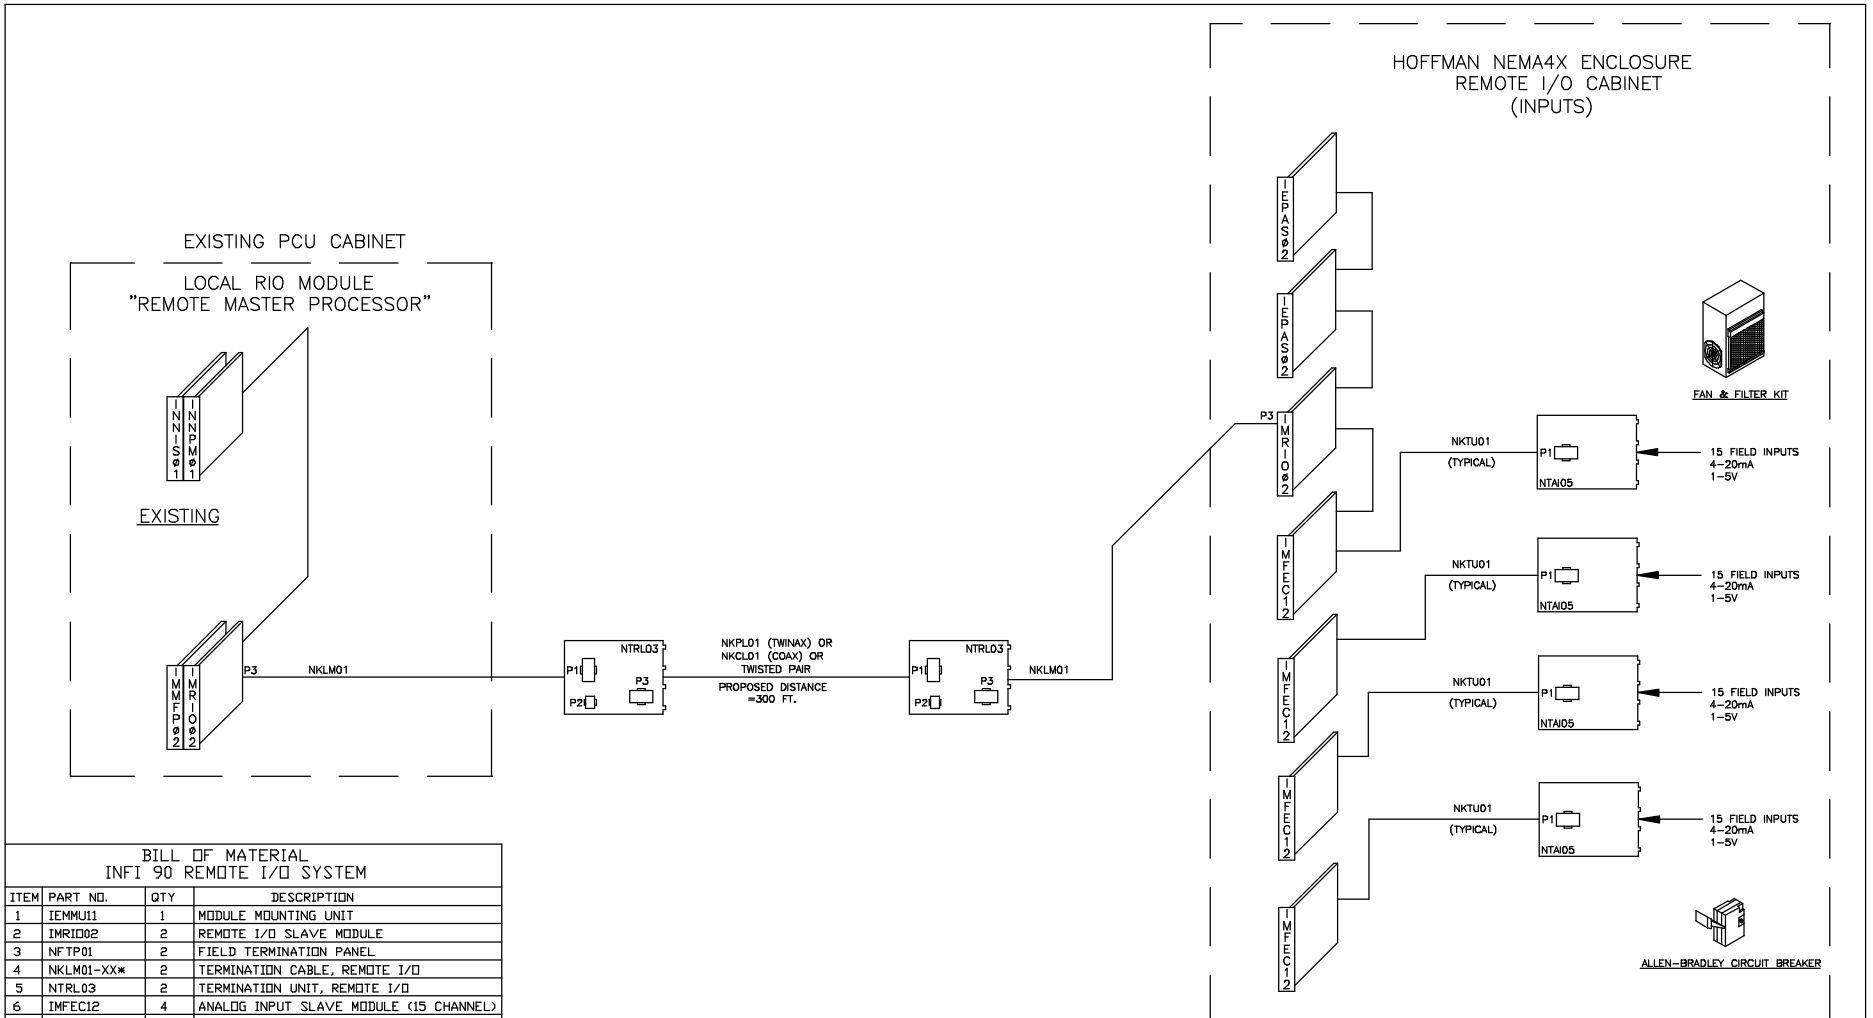 HOFFMAN NEMA4X ENCLOSURE
REMOTE I/O CABINET
(INPUTS)
EXISTING PCU CABINET
LOCAL RIO MODULE
"REMOTE MASTER PROCESSOR"
INNISø1
INNPMø1
EXISTING
IMMFPø2
IMRIOø2
P3
NKLM01
NTRL03
P1
P2
P3
NKPL01 (TWINAX) OR
NKCL01 (COAX) OR
TWISTED PAIR
PROPOSED DISTANCE
=300 FT.
NTRL03
P1
P2
P3
NKLM01
IEPASø2
IEPASø2
P3
IMRIOø2
IMFEC12
IMFEC12
IMFEC12
IMFEC12
FAN & FILTER KIT
NKTU01
(TYPICAL)
P1
NTAI05
15 FIELD INPUTS
4-20mA
1-5V
NKTU01
(TYPICAL)
P1
NTAI05
15 FIELD INPUTS
4-20mA
1-5V
NKTU01
(TYPICAL)
P1
NTAI05
15 FIELD INPUTS
4-20mA
1-5V
NKTU01
(TYPICAL)
P1
NTAI05
15 FIELD INPUTS
4-20mA
1-5V
ALLEN-BRADLEY CIRCUIT BREAKER
BILL OF MATERIAL
INFI 90 REMOTE I/O SYSTEM
ITEM PART NO. QTY DESCRIPTION
1 IEMMU11 1 MODULE MOUNTING UNIT
2 IMRIO02 2 REMOTE I/O SLAVE MODULE
3 NFTP01 2 FIELD TERMINATION PANEL
4 NKLM01-XX* 2 TERMINATION CABLE, REMOTE I/O
5 NTRL03 2 TERMINATION UNIT, REMOTE I/O
6 IMFEC12 4 ANALOG INPUT SLAVE MODULE (15 CHANNEL)